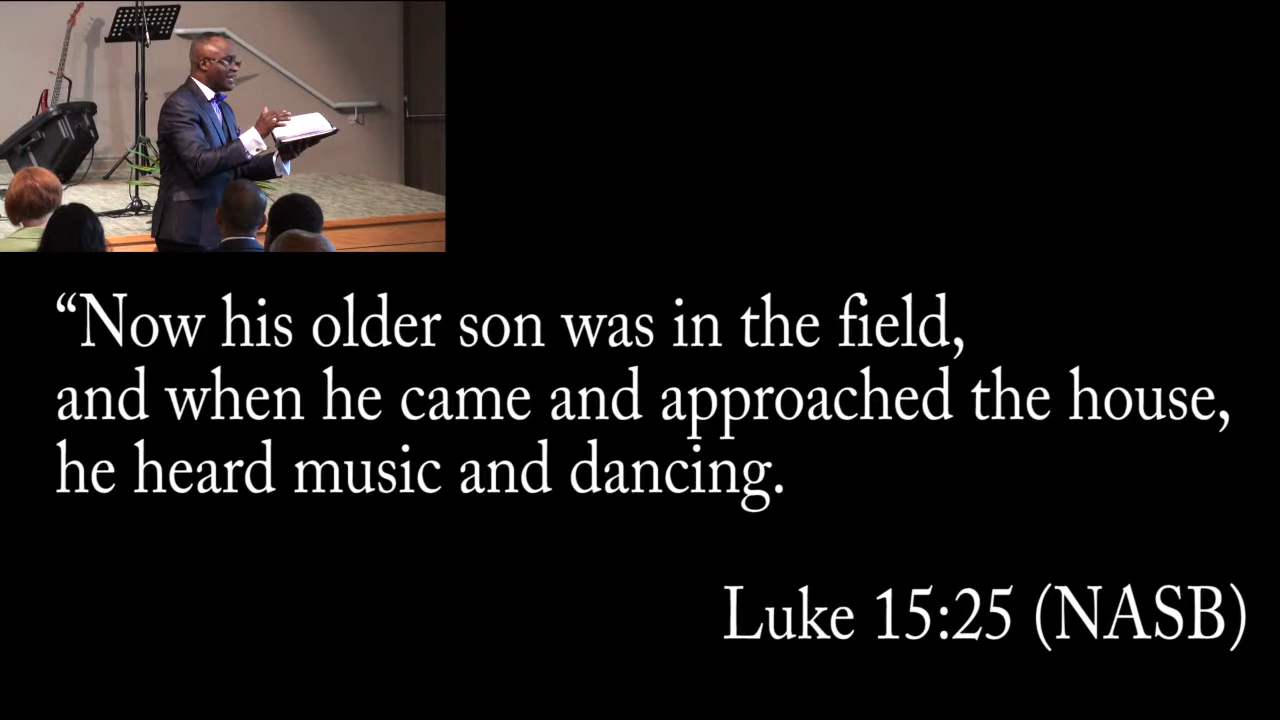 “Now his older son was in the field,
and when he came and approached the house,
he heard music and dancing.
Luke 15:25 (NASB)